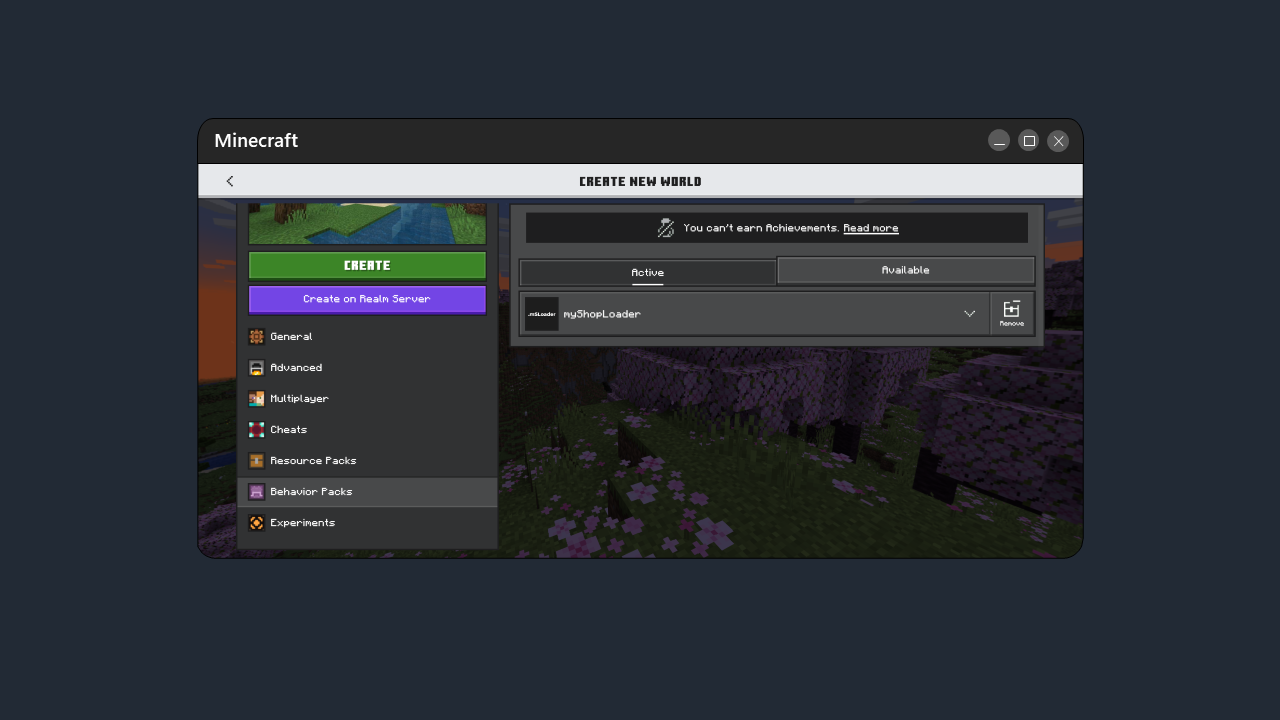 Minecraft
CREATE NEW WORLD
You can't earn Achievements. Read more
CREATE
Active
Available
Create on Realm Server
.mSLoader
myShopLoader
Remove
General
Advanced
Multiplayer
Cheats
Resource Packs
Behavior Packs
Experiments